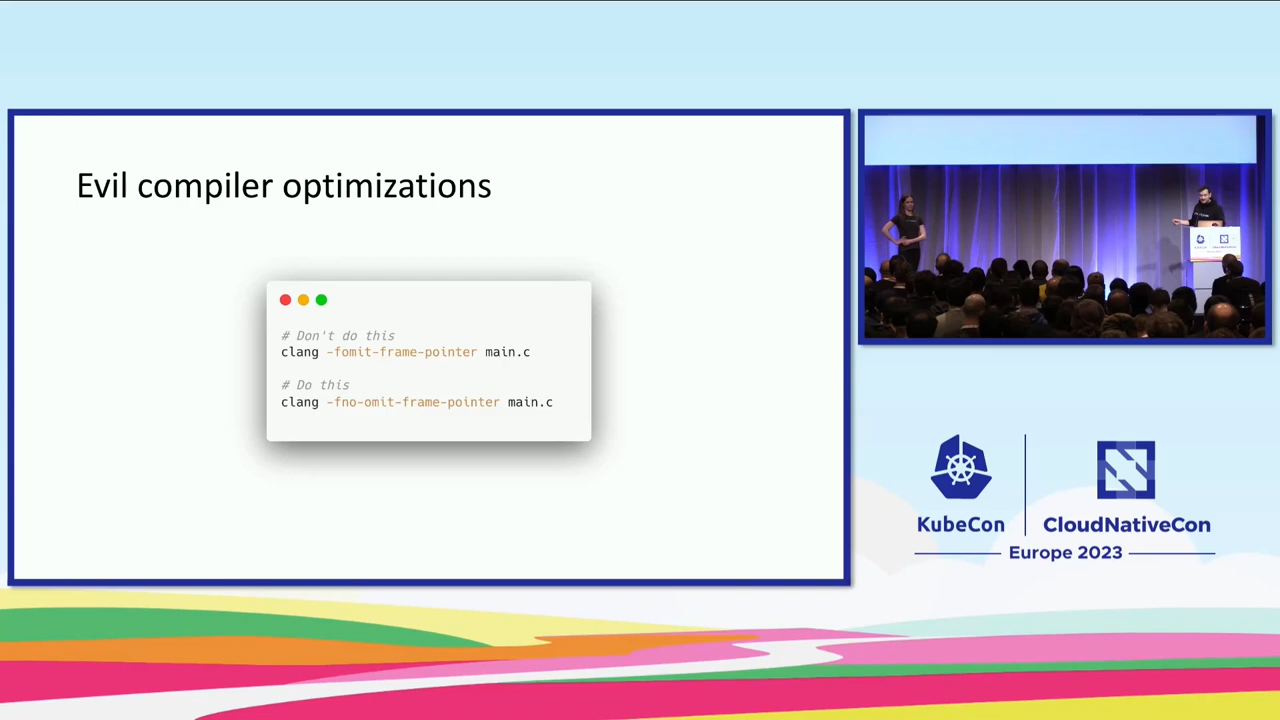 Evil compiler optimizations
# Don't do this
clang -fomit-frame-pointer main.c
# Do this
clang -fno-omit-frame-pointer main.c
KubeCon
CloudNativeCon
Europe 2023